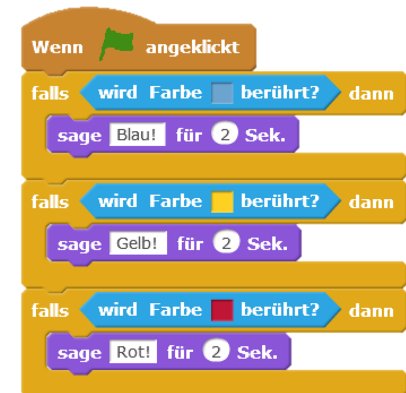 Wenn angeklickt
falls wird Farbe berührt? dann
sage Blau! für 2 Sek.
falls wird Farbe berührt? dann
sage Gelb! für 2 Sek.
falls wird Farbe berührt? dann
sage Rot! für 2 Sek.